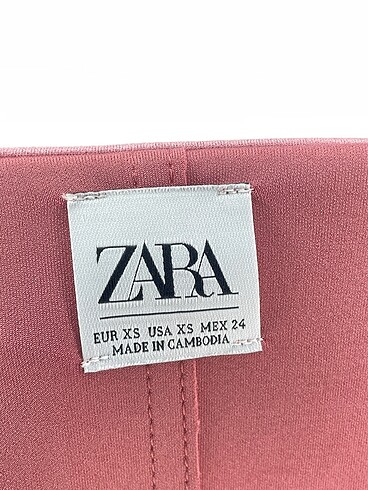 ZARA
EUR XS USA XS MEX 24
MADE IN CAMBODIA